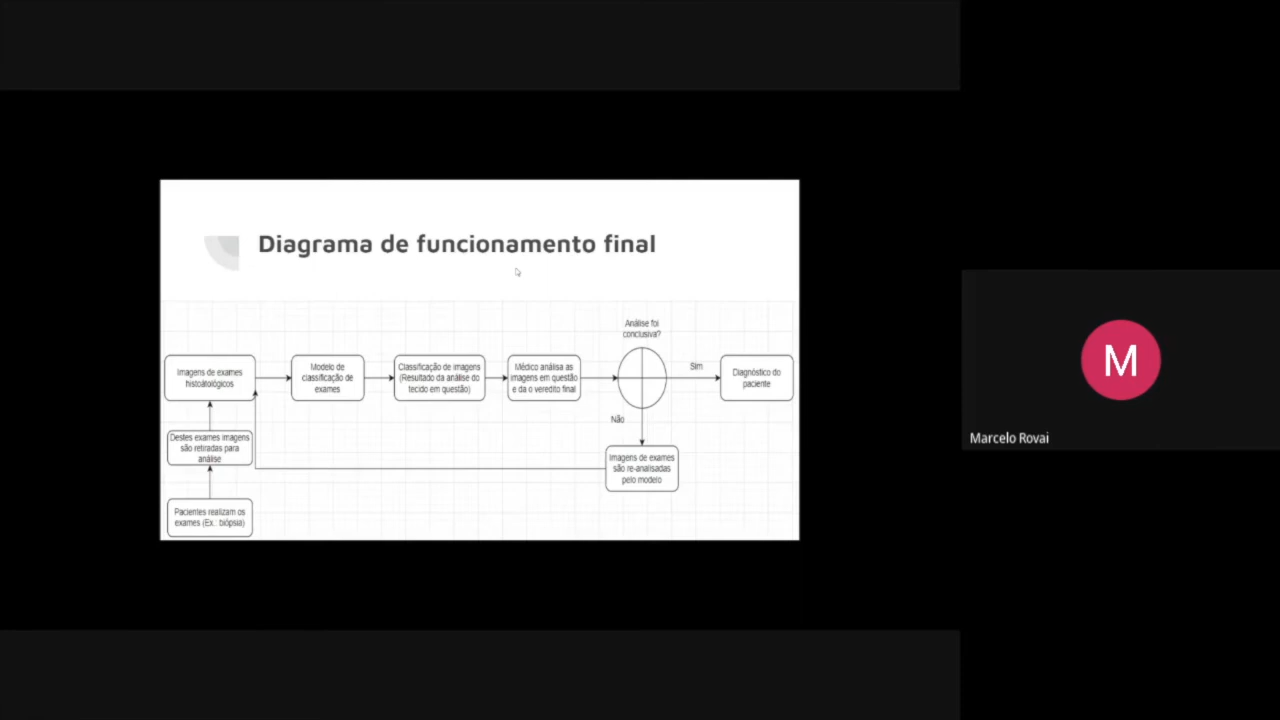 Diagrama de funcionamento final
Análise foi
conclusiva?
Imagens de exames
histoátológicos
Modelo de
classificação de
exames
Classificação de imagens
(Resultado da análise do
tecido em questão)
Médico análisa as
imagens em questão
e da o veredito final
Sim
Diagnóstico do
paciente
Não
Destes exames imagens
são retiradas para
análise
Imagens de exames
são re-analisadas
pelo modelo
Pacientes realizam os
exames (Ex.: biópsia)
M
Marcelo Rovai